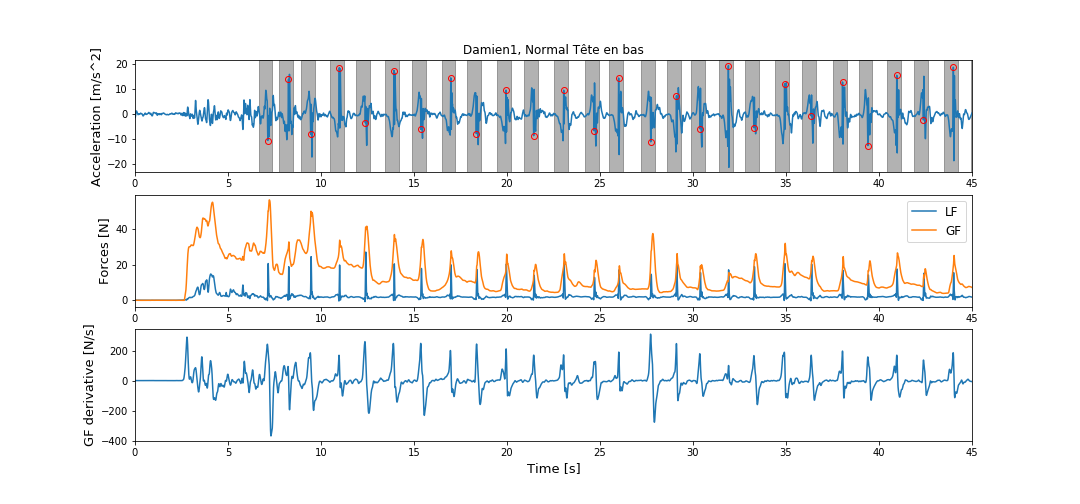 Damien1, Normal Tête en bas
Acceleration [m/s^2]
20
10
0
−10
−20
0 5 10 15 20 25 30 35 40 45
Forces [N]
40
20
0
LF
GF
0 5 10 15 20 25 30 35 40 45
GF derivative [N/s]
200
0
−200
−400
0 5 10 15 20 25 30 35 40 45
Time [s]